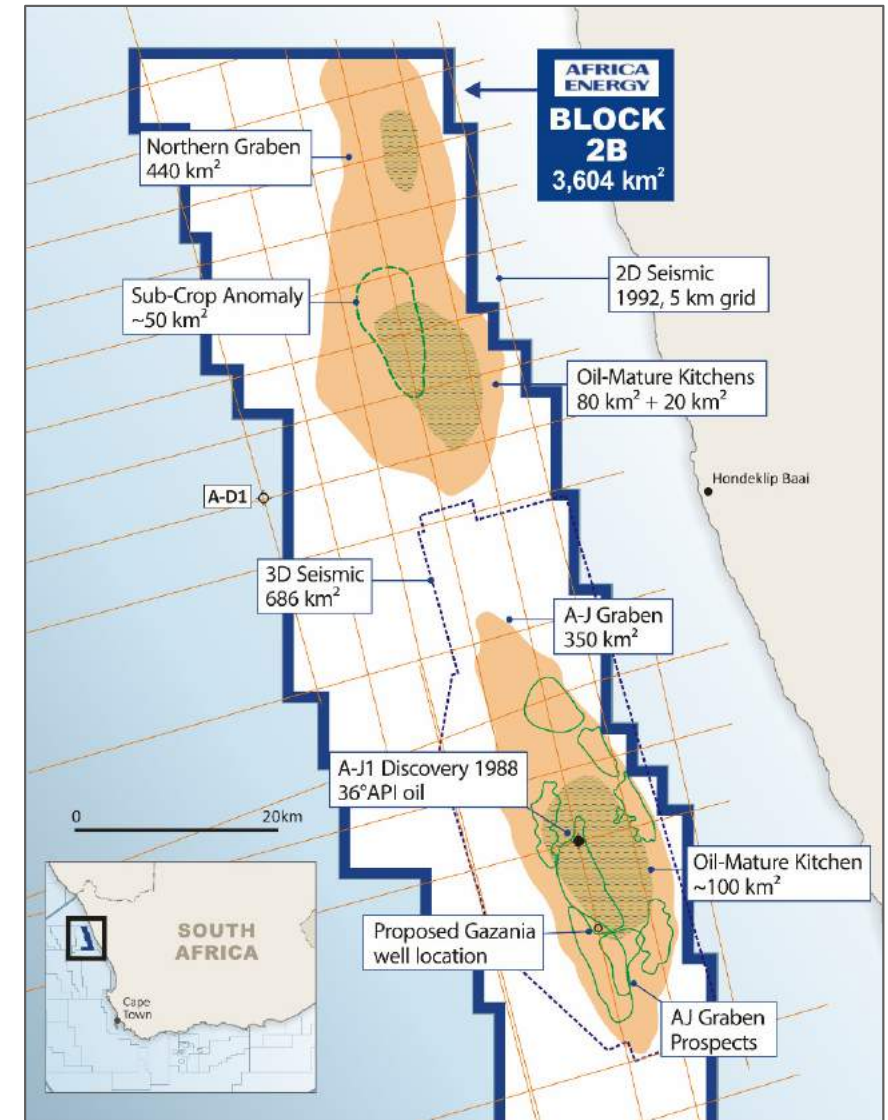 AFRICA
ENERGY
BLOCK
2B
3,604 km²
Northern Graben
440 km²
2D Seismic
1992, 5 km grid
Sub-Crop Anomaly
~50 km²
Oil-Mature Kitchens
80 km² + 20 km²
Hondeklip Baai
A-D1
3D Seismic
686 km²
A-J Graben
350 km²
A-J1 Discovery 1988
36°API oil
0 20km
Oil-Mature Kitchen
~100 km²
Proposed Gazania
well location
AJ Graben
Prospects
SOUTH
AFRICA
Cape
Town